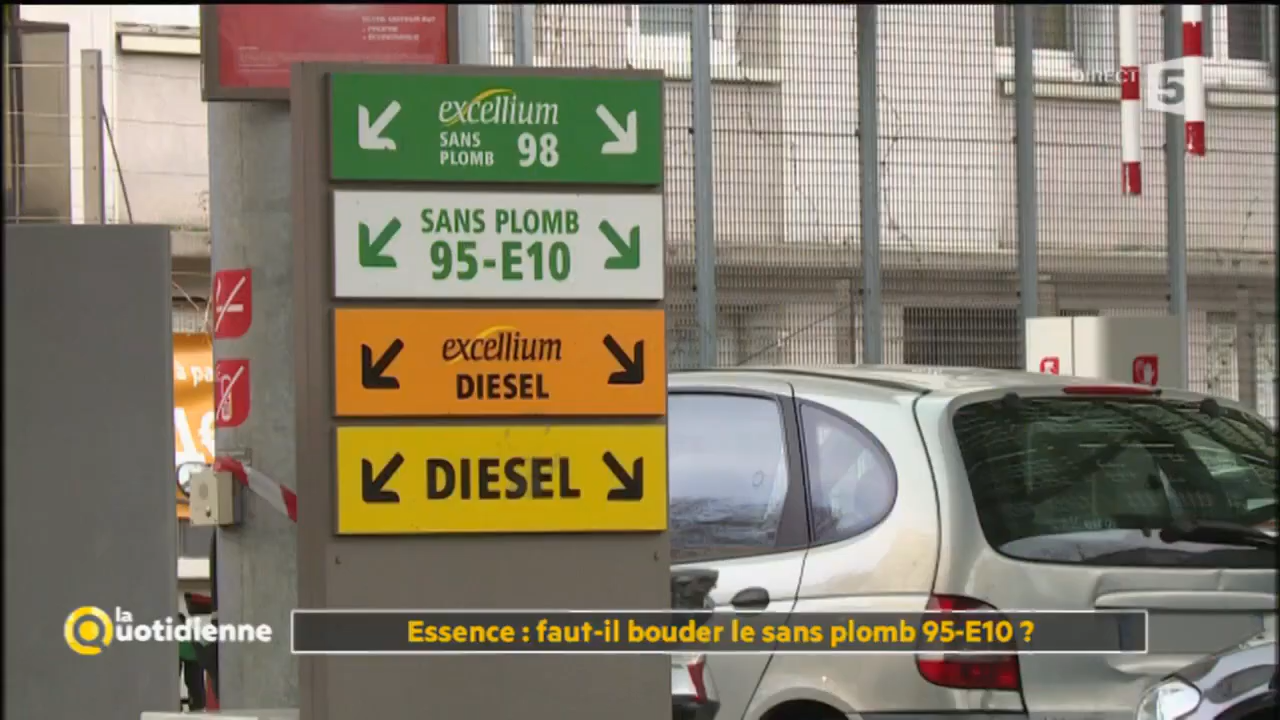 DIRECT 5
excellium
SANS
PLOMB 98
SANS PLOMB
95-E10
excellium
DIESEL
DIESEL
à pa
la
Quotidienne
Essence : faut-il bouder le sans plomb 95-E10 ?